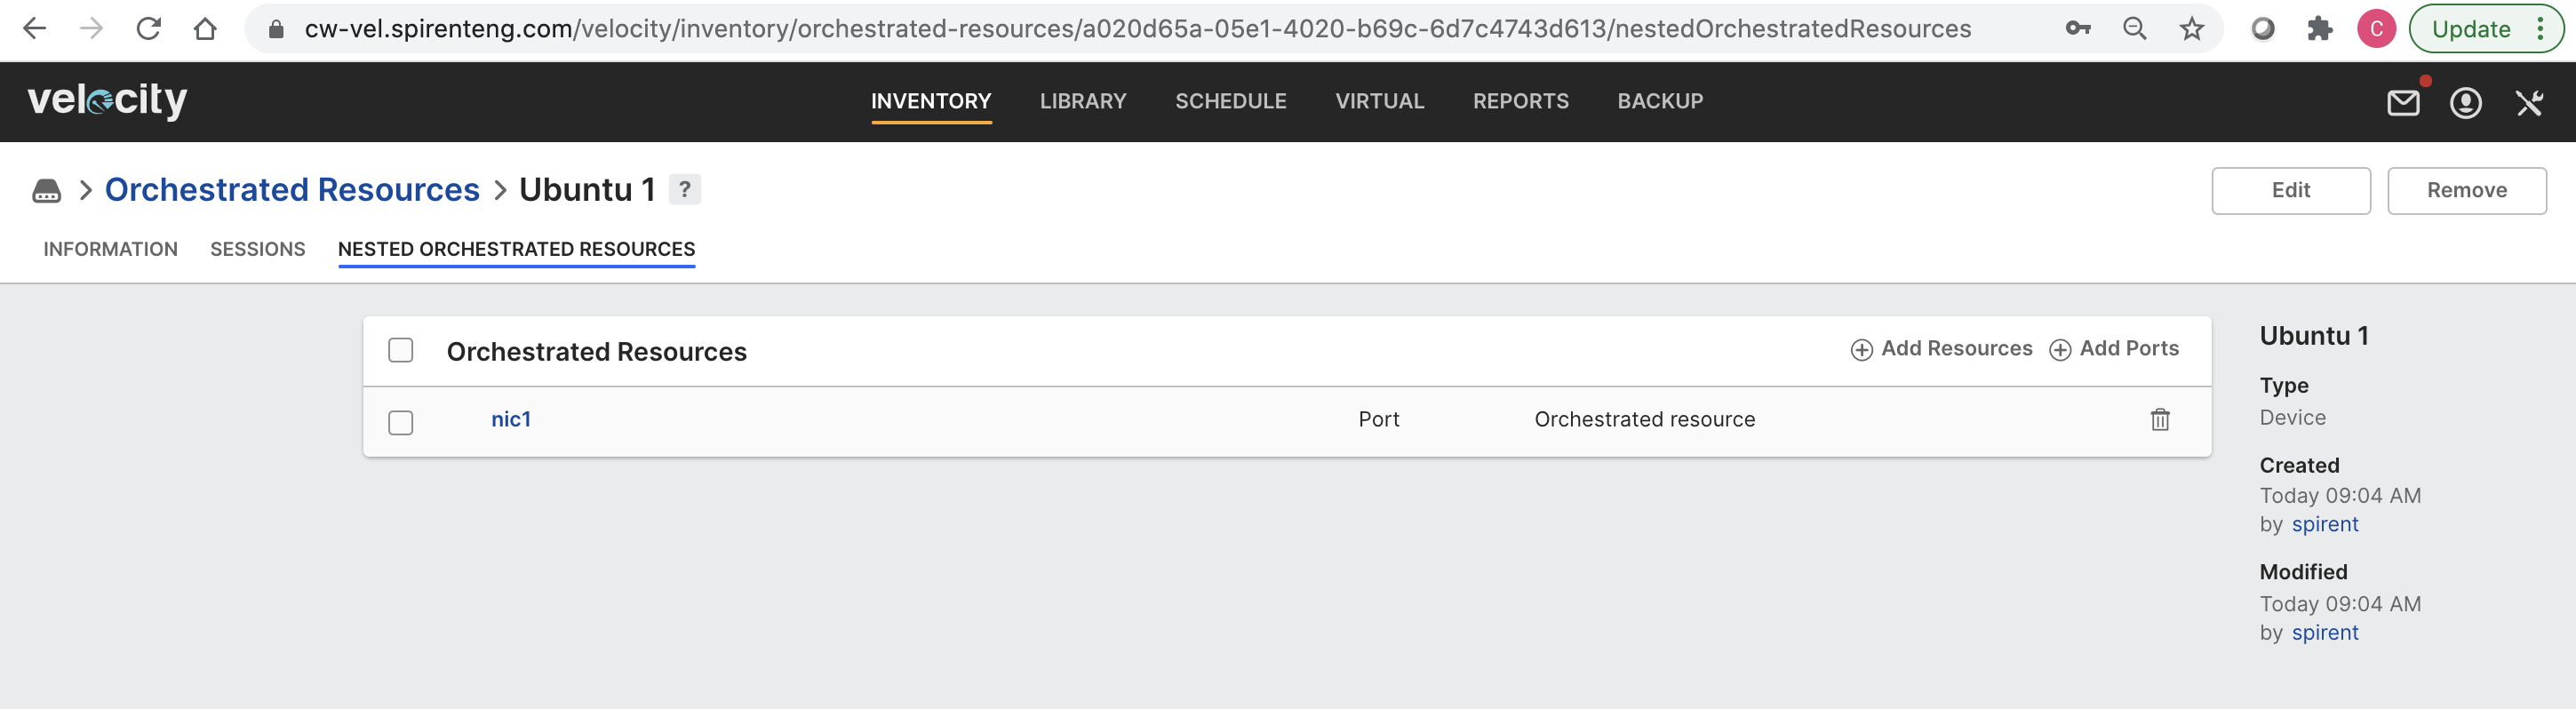 cw-vel.spirenteng.com/velocity/inventory/orchestrated-resources/a020d65a-05e1-4020-b69c-6d7c4743d613/nestedOrchestratedResources
C
Update
velocity
INVENTORY LIBRARY SCHEDULE VIRTUAL REPORTS BACKUP
> Orchestrated Resources > Ubuntu 1 ?
Edit Remove
INFORMATION SESSIONS NESTED ORCHESTRATED RESOURCES
Orchestrated Resources Add Resources Add Ports
nic1 Port Orchestrated resource
Ubuntu 1
Type
Device
Created
Today 09:04 AM
by spirent
Modified
Today 09:04 AM
by spirent